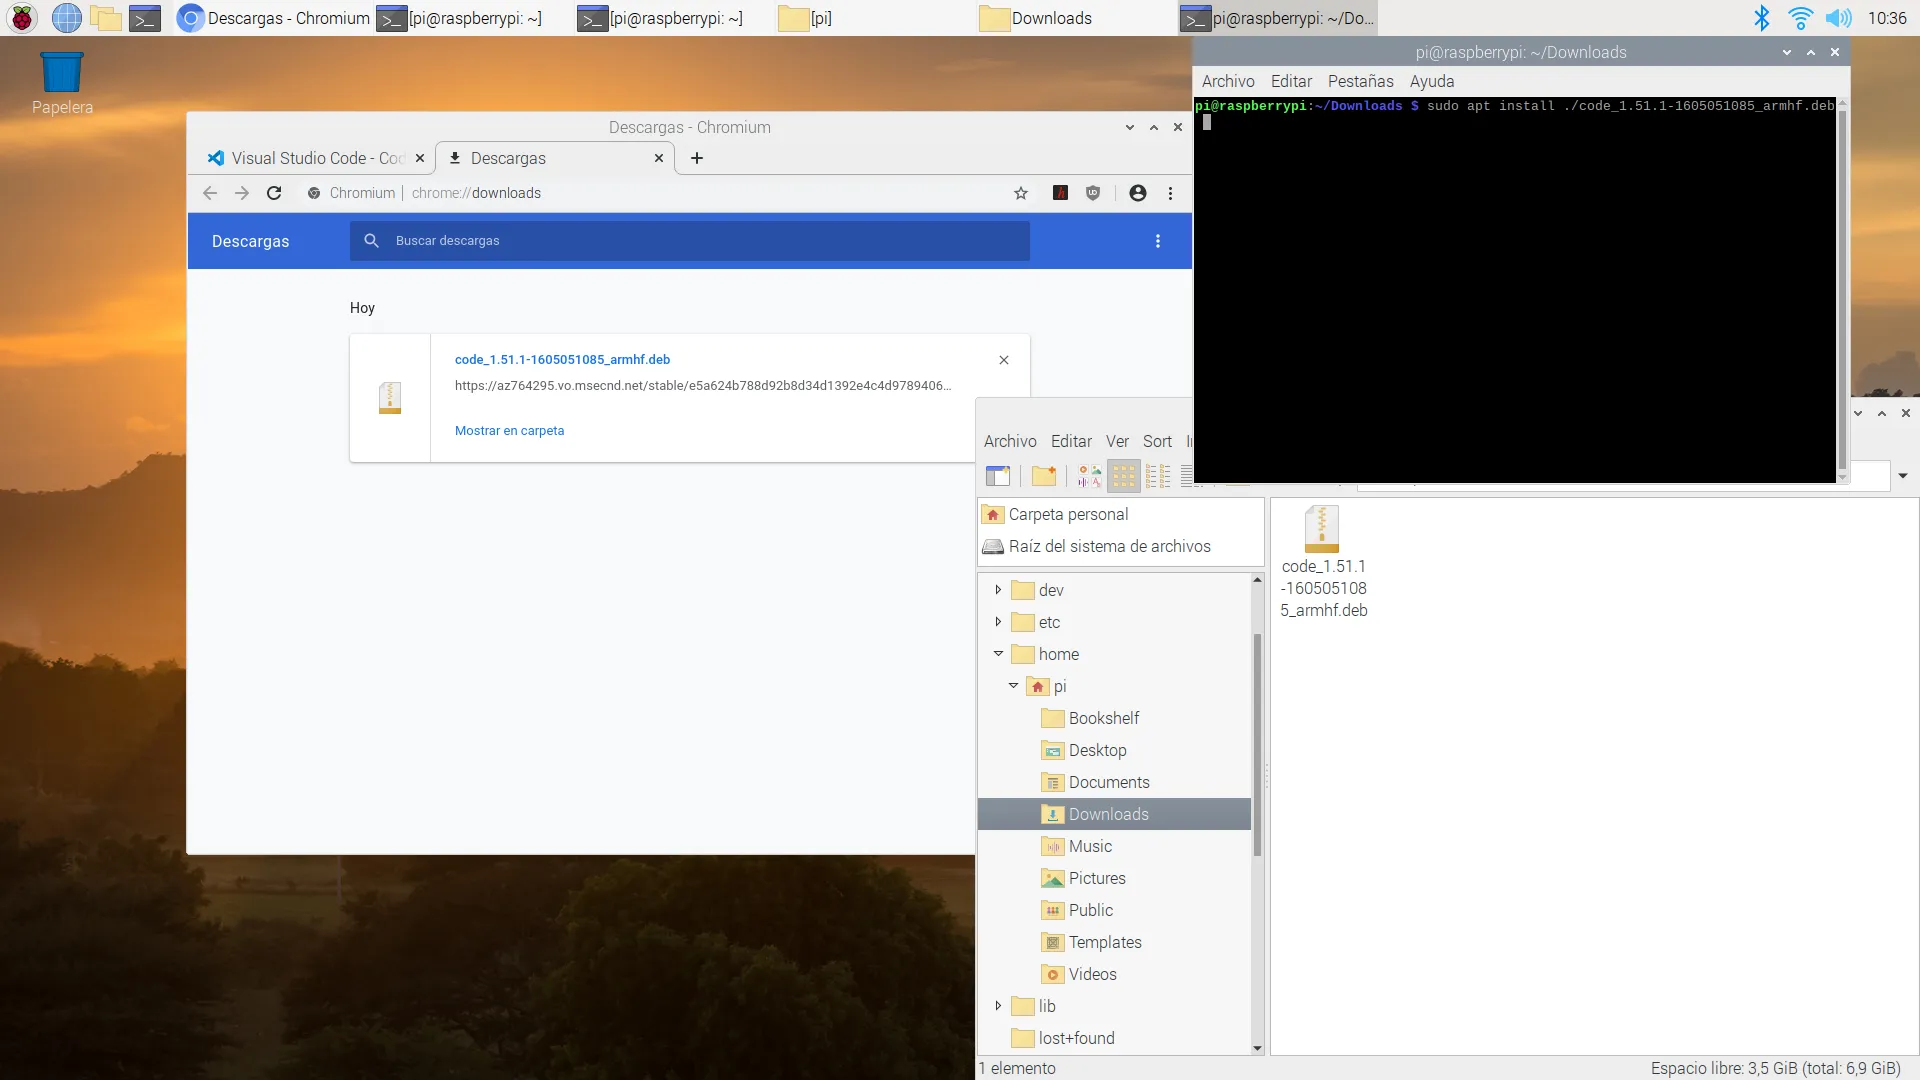 Descargas - Chromium
[pi@raspberrypi: ~]
[pi@raspberrypi: ~]
[pi]
Downloads
pi@raspberrypi: ~/Do...
10:36
Papelera
pi@raspberrypi: ~/Downloads
Archivo Editar Pestañas Ayuda
pi@raspberrypi:~/Downloads $ sudo apt install ./code_1.51.1-1605051085_armhf.deb
Descargas - Chromium
Visual Studio Code - Cod
Descargas
Chromium | chrome://downloads
Descargas
Buscar descargas
Hoy
code_1.51.1-1605051085_armhf.deb
https://az764295.vo.msecnd.net/stable/e5a624b788d92b8d34d1392e4c4d9789406...
Mostrar en carpeta
Archivo Editar Ver Sort
Carpeta personal
Raíz del sistema de archivos
dev
etc
home
pi
Bookshelf
Desktop
Documents
Downloads
Music
Pictures
Public
Templates
Videos
lib
lost+found
code_1.51.1
-160505108
5_armhf.deb
1 elemento
Espacio libre: 3,5 GiB (total: 6,9 GiB)